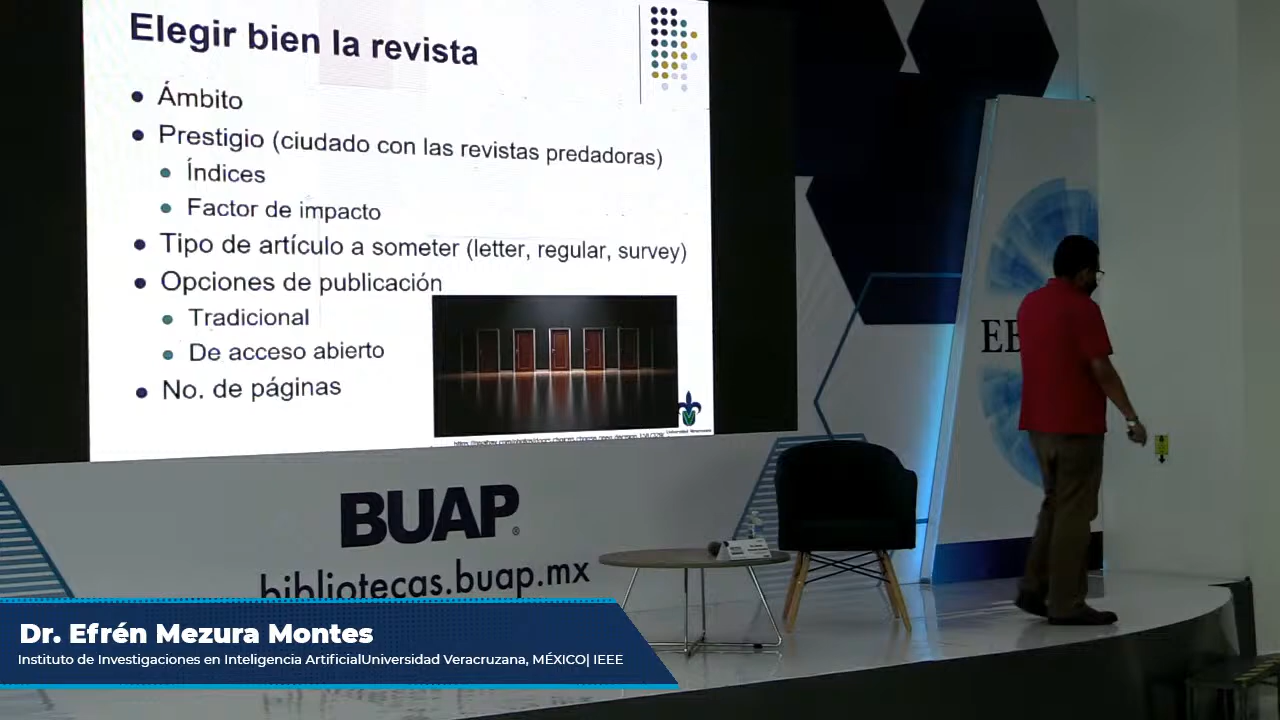 Elegir bien la revista
Ámbito
Prestigio (ciudado con las revistas predadoras)
Índices
Factor de impacto
Tipo de artículo a someter (letter, regular, survey)
Opciones de publicación
Tradicional
De acceso abierto
No. de páginas
Universidad Veracruzana
BUAP
bibliotecas.buap.mx
Dr. Efrén Mezura Montes
Instituto de Investigaciones en Inteligencia ArtificialUniversidad Veracruzana, MÉXICO| IEEE